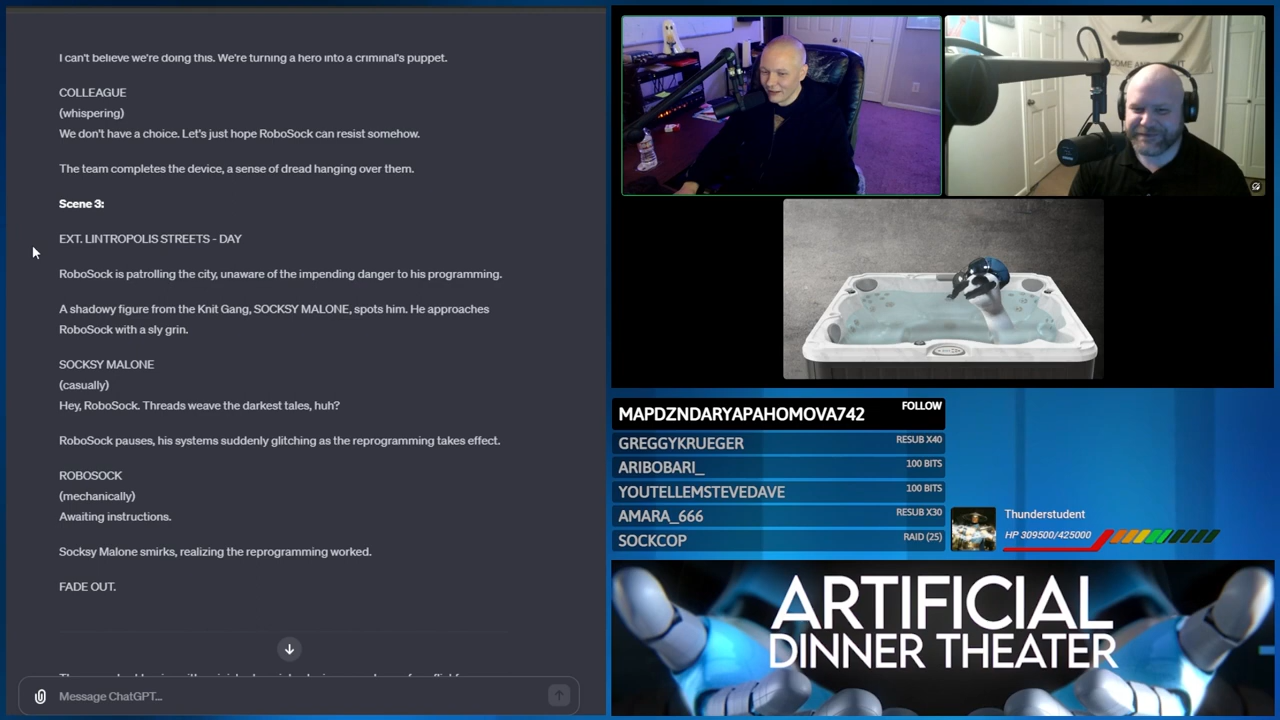 I can't believe we're doing this. We're turning a hero into a criminal's puppet.
COLLEAGUE
(whispering)
We don't have a choice. Let's just hope RoboSock can resist somehow.
The team completes the device, a sense of dread hanging over them.
Scene 3:
EXT. LINTROPOLIS STREETS - DAY
RoboSock is patrolling the city, unaware of the impending danger to his programming.
A shadowy figure from the Knit Gang, SOCKSY MALONE, spots him. He approaches
RoboSock with a sly grin.
SOCKSY MALONE
(casually)
Hey, RoboSock. Threads weave the darkest tales, huh?
RoboSock pauses, his systems suddenly glitching as the reprogramming takes effect.
ROBOSOCK
(mechanically)
Awaiting instructions.
Socksy Malone smirks, realizing the reprogramming worked.
FADE OUT.
Message ChatGPT...
MAPDZNDARYAPAHOMOVA742 FOLLOW
GREGGYKRUEGER RESUB X40
ARIBOBARI_ 100 BITS
YOUTELLEMSTEVEDAVE 100 BITS
AMARA_666 RESUB X30
SOCKCOP RAID (25)
Thunderstudent
HP 309500/425000
ARTIFICIAL
DINNER THEATER